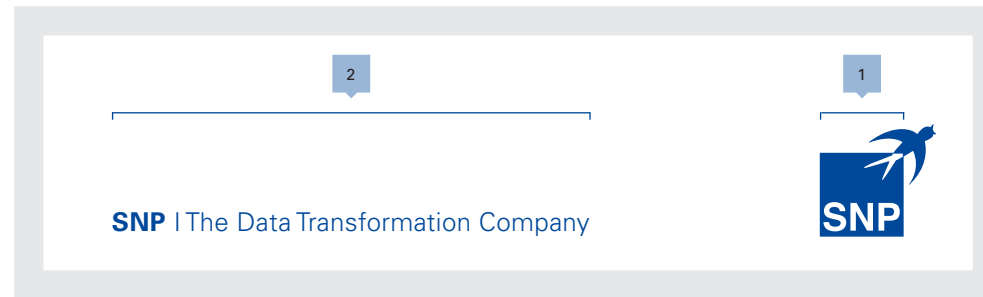 2
1
SNP | The Data Transformation Company
SNP